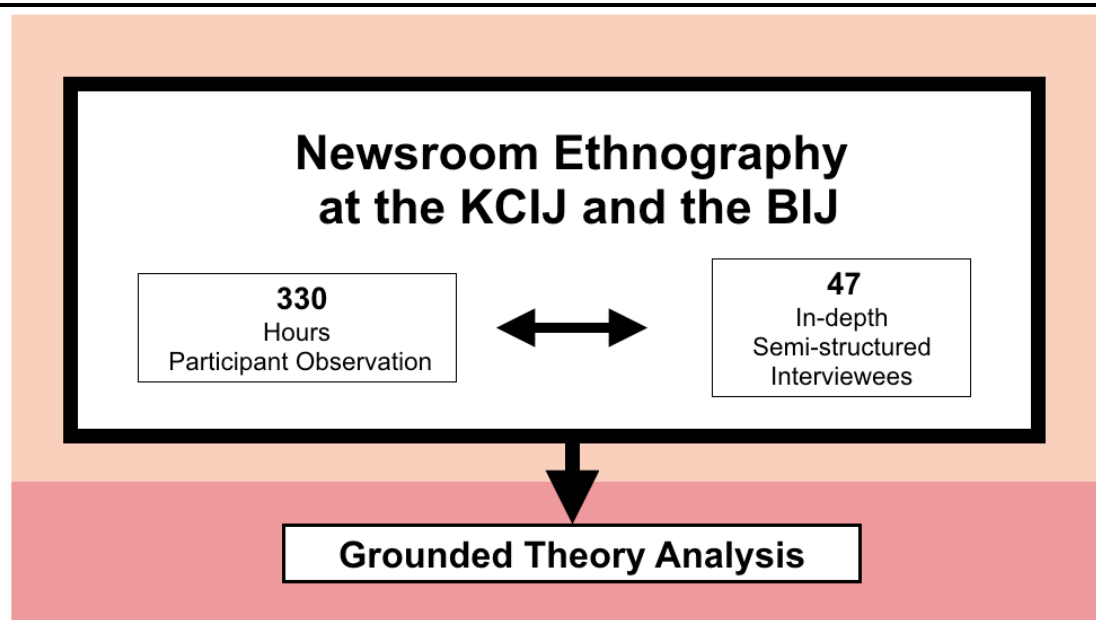 Newsroom Ethnography
at the KCIJ and the BIJ
330
Hours
Participant Observation
47
In-depth
Semi-structured
Interviewees
Grounded Theory Analysis